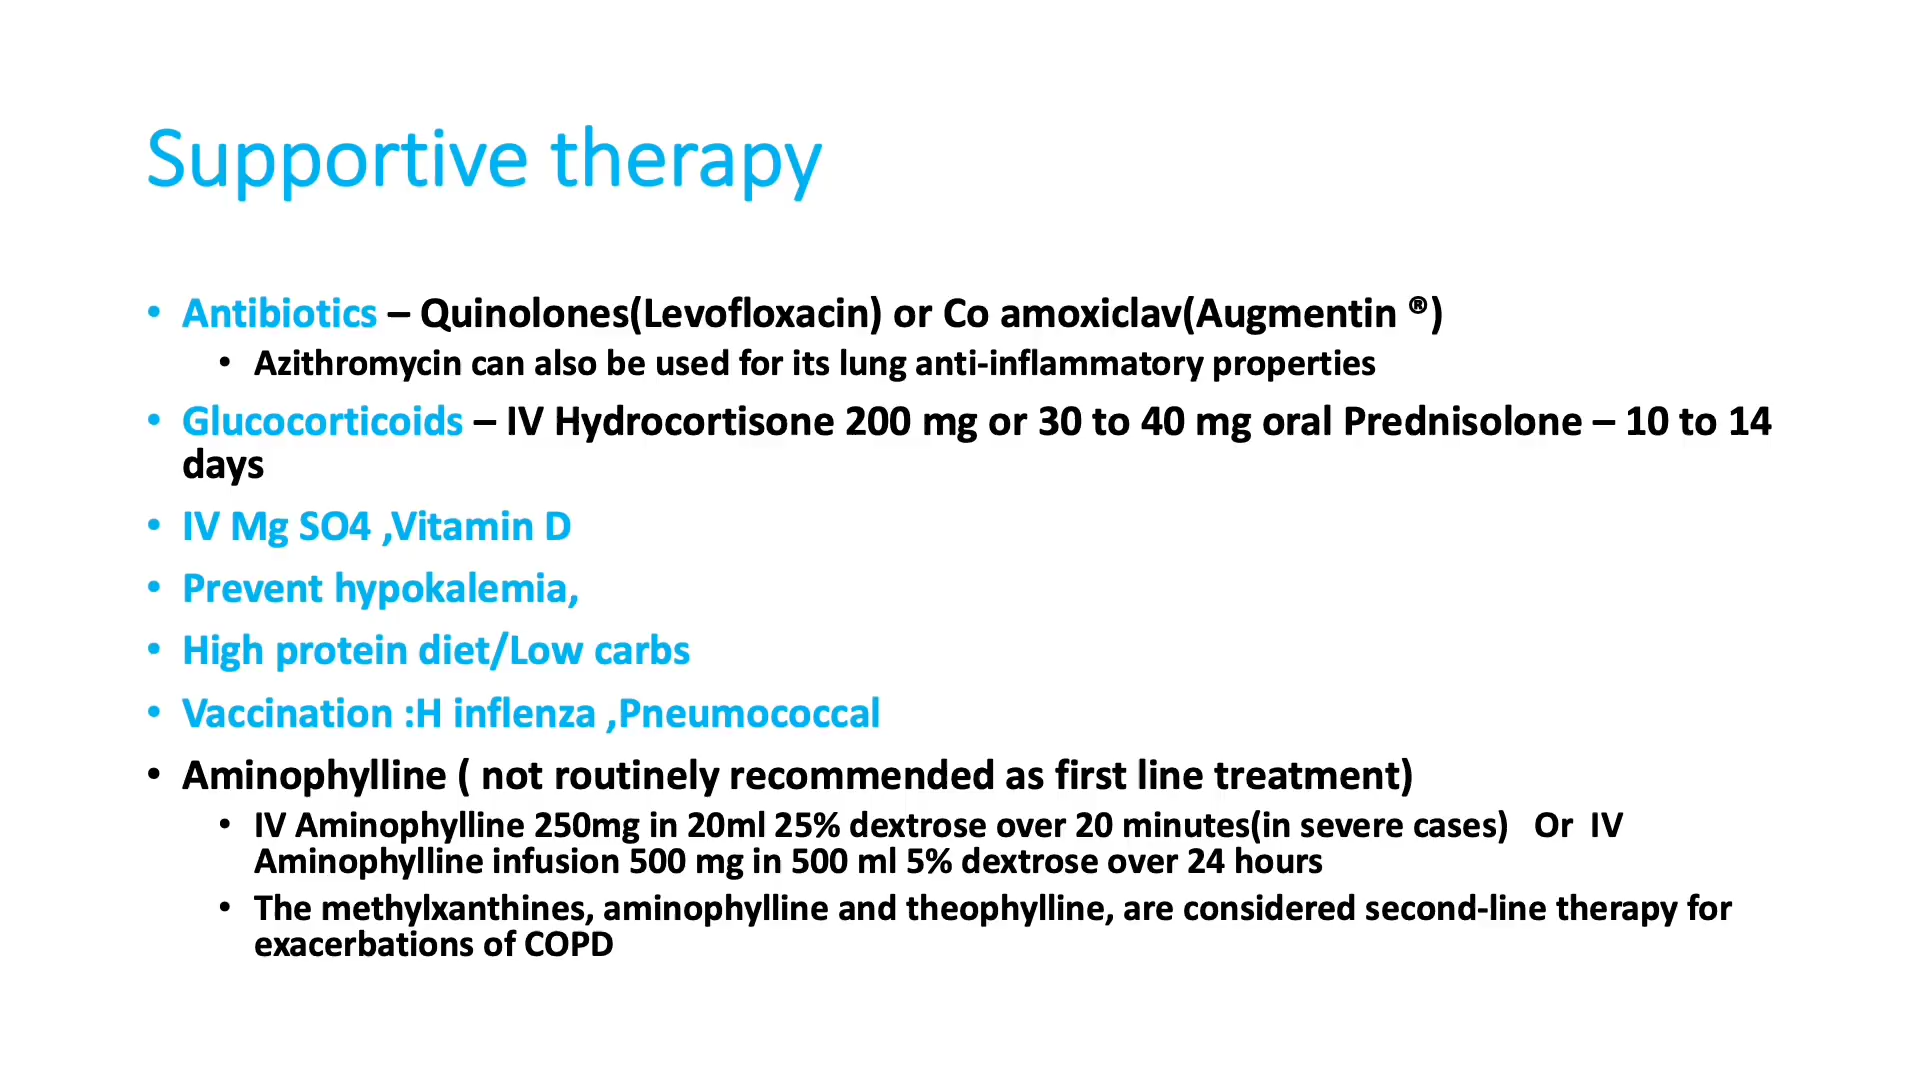 Supportive therapy
• Antibiotics – Quinolones(Levofloxacin) or Co amoxiclav(Augmentin ®)
• Azithromycin can also be used for its lung anti-inflammatory properties
• Glucocorticoids – IV Hydrocortisone 200 mg or 30 to 40 mg oral Prednisolone – 10 to 14
days
• IV Mg SO4 ,Vitamin D
• Prevent hypokalemia,
• High protein diet/Low carbs
• Vaccination :H inflenza ,Pneumococcal
• Aminophylline ( not routinely recommended as first line treatment)
• IV Aminophylline 250mg in 20ml 25% dextrose over 20 minutes(in severe cases) Or IV
Aminophylline infusion 500 mg in 500 ml 5% dextrose over 24 hours
• The methylxanthines, aminophylline and theophylline, are considered second-line therapy for
exacerbations of COPD